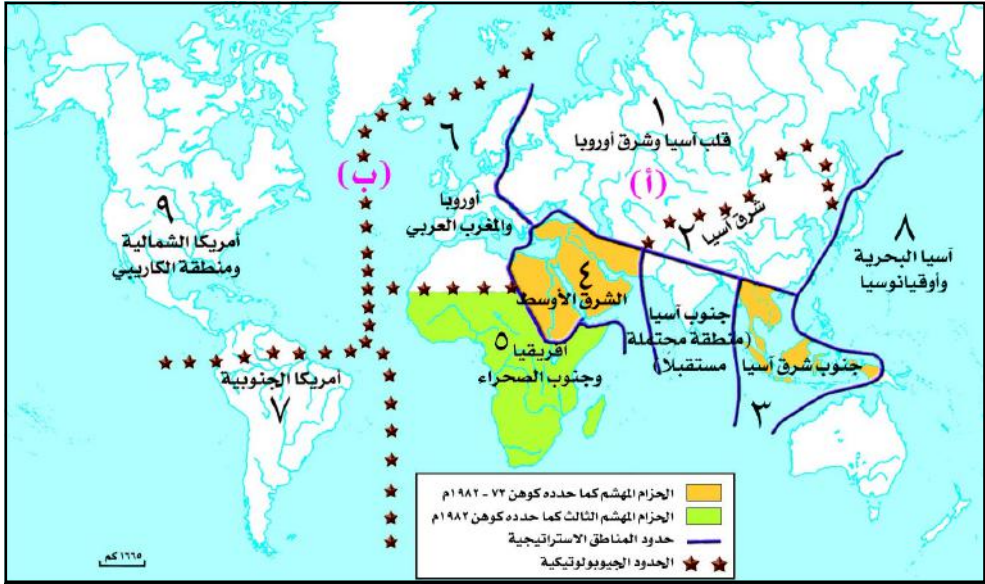 ١
قلب آسيا وشرق أوروبا
(أ)
٢
شرق آسيا
٦
(ب)
أوروبا
والمغرب العربي
٩
أمريكا الشمالية
ومنطقة الكاريبي
٨
آسيا البحرية
وأوقيانوسيا
٤
الشرق الأوسط
جنوب آسيا
(منطقة محتملة
مستقبلاً)
جنوب شرق آسيا
٣
٥
افريقيا
وجنوب الصحراء
أمريكا الجنوبية
٧
الحزام المهشم كما حدده كوهن ٧٢ - ١٩٨٢م
الحزام المهشم الثالث كما حدده كوهن ١٩٨٢م
حدود المناطق الاستراتيجية
الحدود الجيوبولوتيكية
١٦٦٥ كم